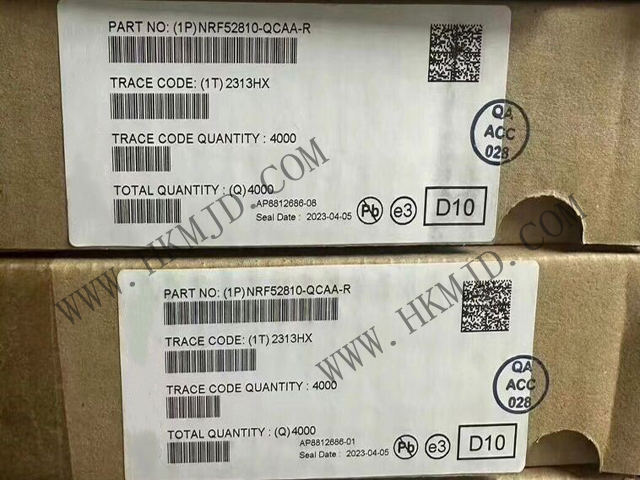 PART NO: (1P)NRF52810-QCAA-R
TRACE CODE: (1T)2313HX
TRACE CODE QUANTITY : 4000
TOTAL QUANTITY : (Q)4000
AP8812686-08
Seal Date : 2023-04-05
Pb
e3
D10
QA
ACC
028
WWW.HKMJD.COM
PART NO: (1P)NRF52810-QCAA-R
TRACE CODE: (1T)2313HX
TRACE CODE QUANTITY : 4000
TOTAL QUANTITY : (Q)4000
AP8812686-01
Seal Date : 2023-04-05
Pb
e3
D10
QA
ACC
028
WWW.HKMJD.COM